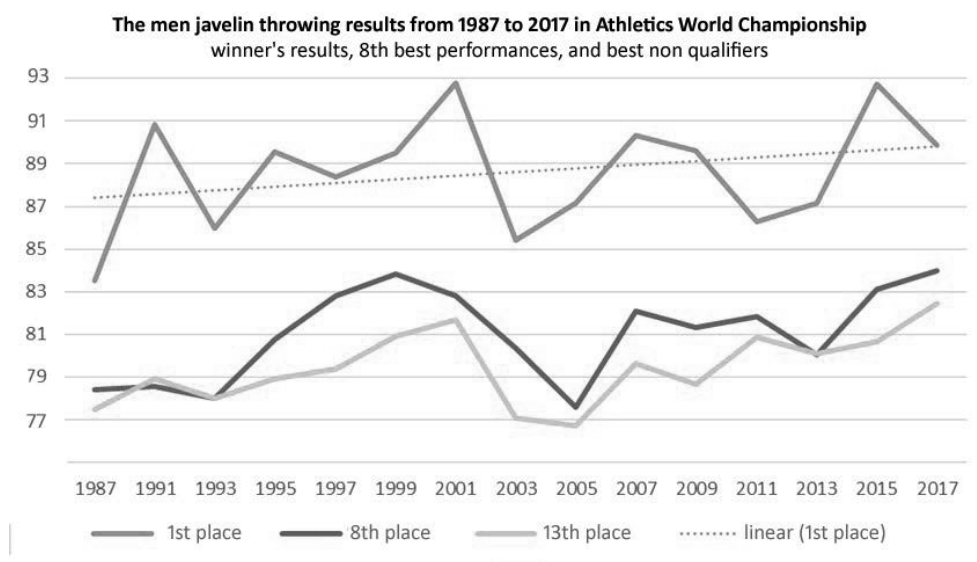 The men javelin throwing results from 1987 to 2017 in Athletics World Championship
winner's results, 8th best performances, and best non qualifiers
93
91
89
87
85
83
81
79
77
1987 1991 1993 1995 1997 1999 2001 2003 2005 2007 2009 2011 2013 2015 2017
1st place 8th place 13th place linear (1st place)